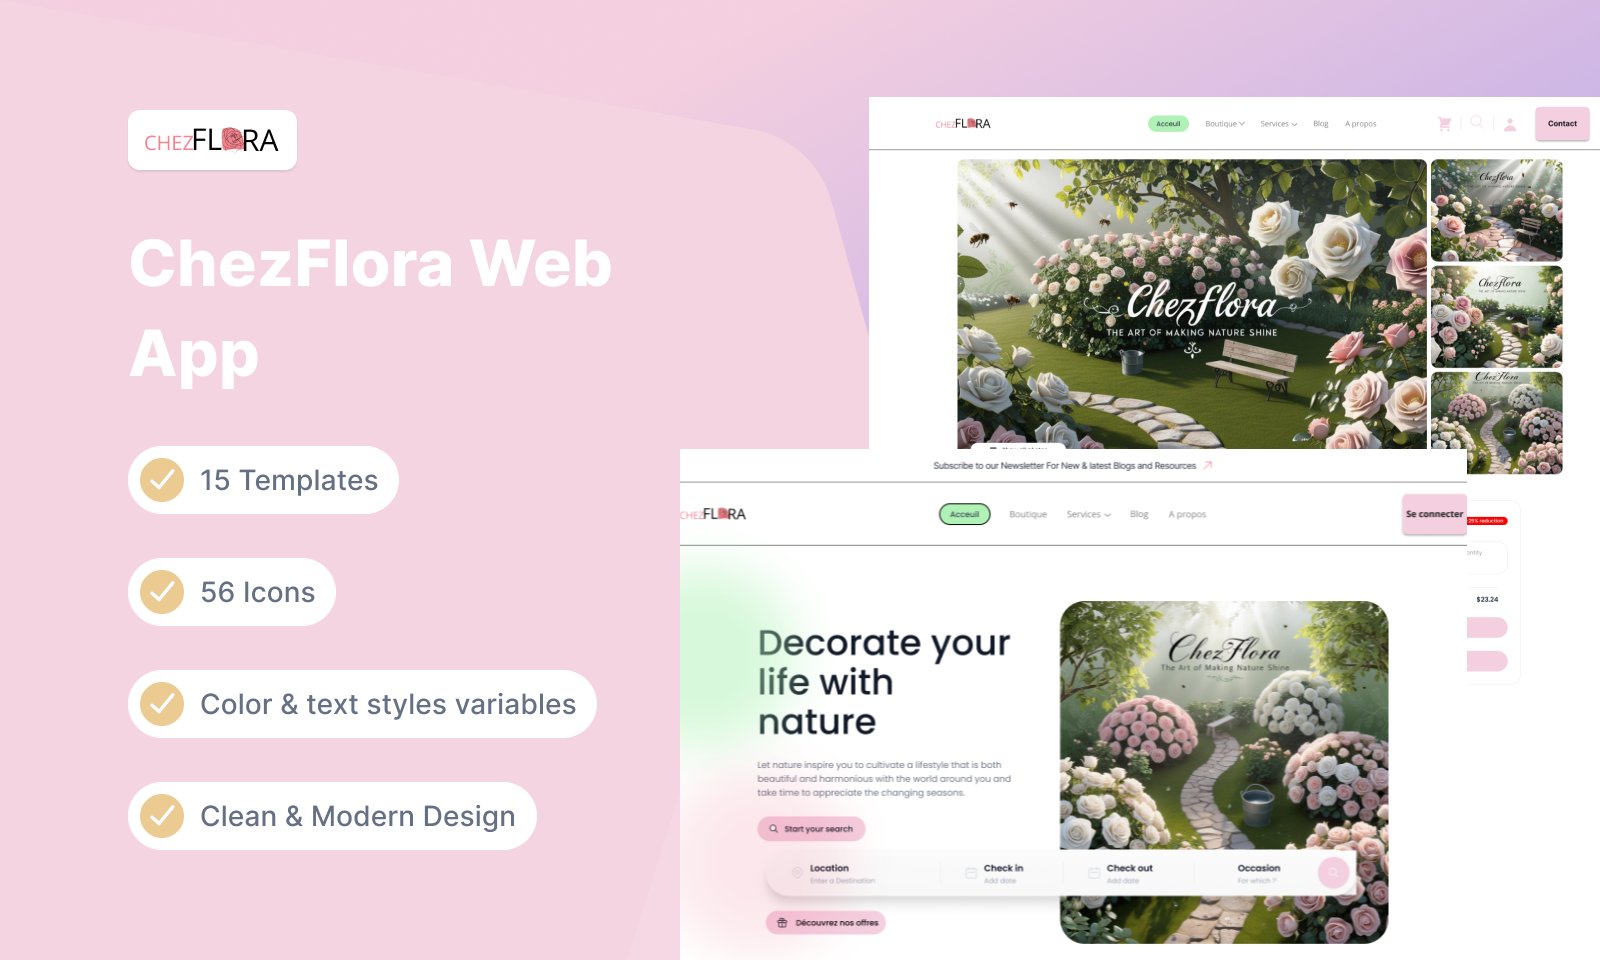 CHEZFLORA
ChezFlora Web
App
15 Templates
56 Icons
Color & text styles variables
Clean & Modern Design
CHEZFLORA
Acceuil
Boutique
Services
Blog
A propos
Contact
Chezflora
THE ART OF MAKING NATURE SHINE
Chezflora
Chezflora
ChezFlora
25% reduction
$23.24
Subscribe to our Newsletter For New & latest Blogs and Resources
CHEZFLORA
Acceuil
Boutique
Services
Blog
A propos
Se connecter
Decorate your
life with
nature
Let nature inspire you to cultivate a lifestyle that is both
beautiful and harmonious with the world around you and
take time to appreciate the changing seasons.
Start your search
Location
Enter a Destination
Check in
Add date
Check out
Add date
Occasion
For which ?
Découvrez nos offres
ChezFlora
The Art of Making Nature Shine